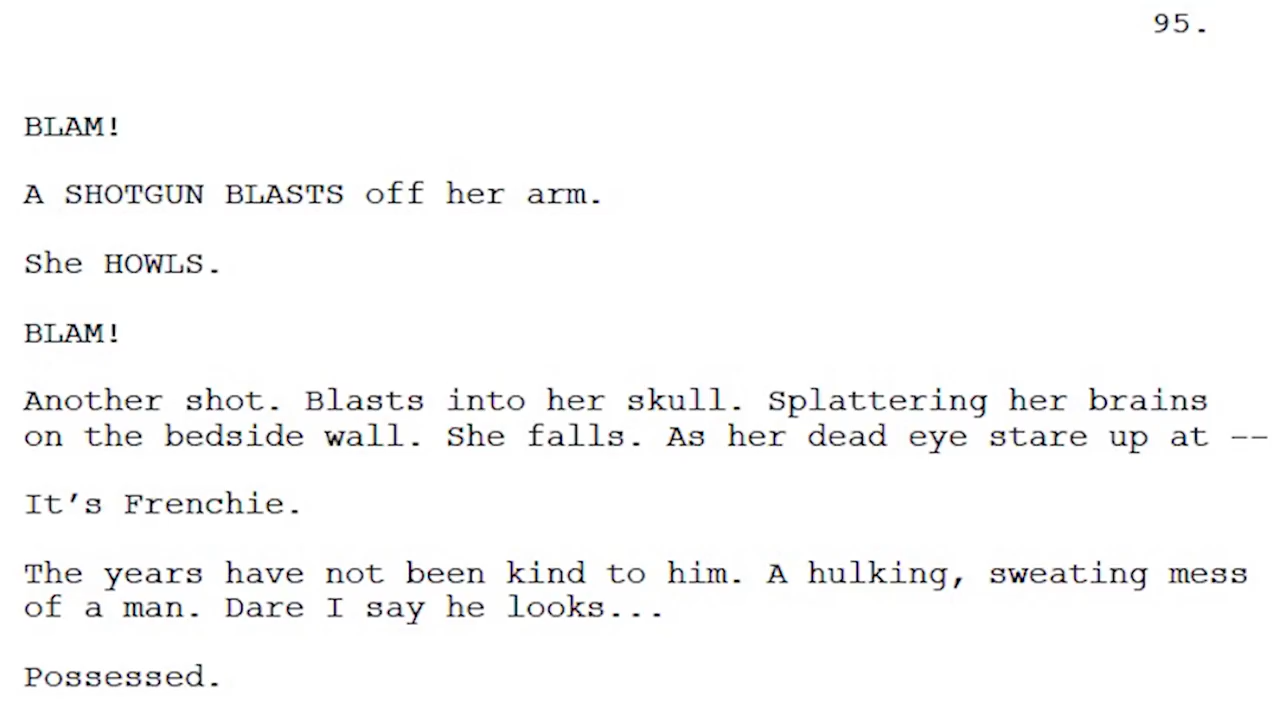 95.
BLAM!
A SHOTGUN BLASTS off her arm.
She HOWLS.
BLAM!
Another shot. Blasts into her skull. Splattering her brains
on the bedside wall. She falls. As her dead eye stare up at --
It's Frenchie.
The years have not been kind to him. A hulking, sweating mess
of a man. Dare I say he looks...
Possessed.